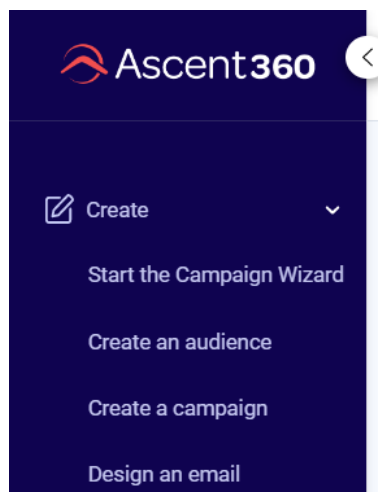 Ascent360
Create
Start the Campaign Wizard
Create an audience
Create a campaign
Design an email